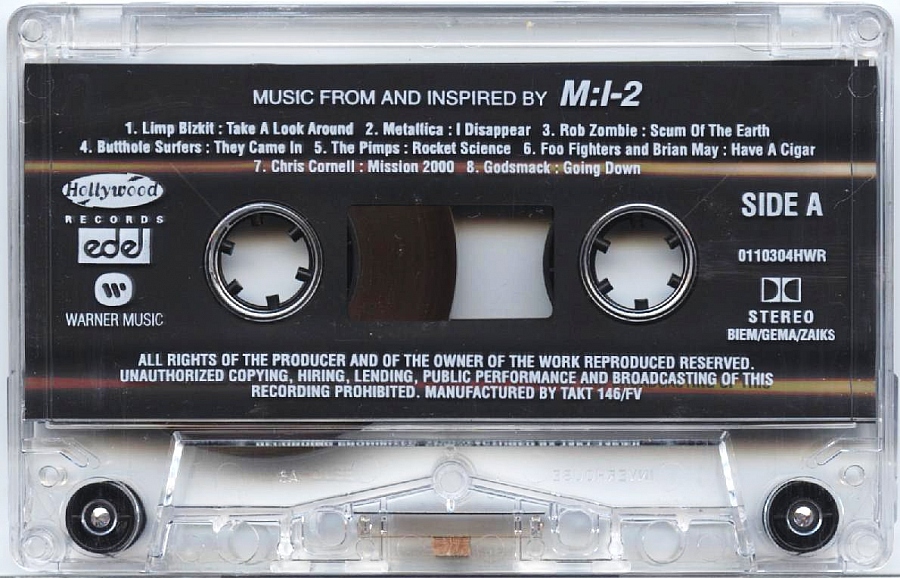 MUSIC FROM AND INSPIRED BY M:I-2
1. Limp Bizkit : Take A Look Around 2. Metallica : I Disappear 3. Rob Zombie : Scum Of The Earth
4. Butthole Surfers : They Came In 5. The Pimps : Rocket Science 6. Foo Fighters and Brian May : Have A Cigar
7. Chris Cornell : Mission 2000 8. Godsmack : Going Down
Hollywood
RECORDS
edel
WARNER MUSIC
SIDE A
0110304HWR
STEREO
BIEM/GEMA/ZAIKS
ALL RIGHTS OF THE PRODUCER AND OF THE OWNER OF THE WORK REPRODUCED RESERVED.
UNAUTHORIZED COPYING, HIRING, LENDING, PUBLIC PERFORMANCE AND BROADCASTING OF THIS
RECORDING PROHIBITED. MANUFACTURED BY TAKT 146/FV